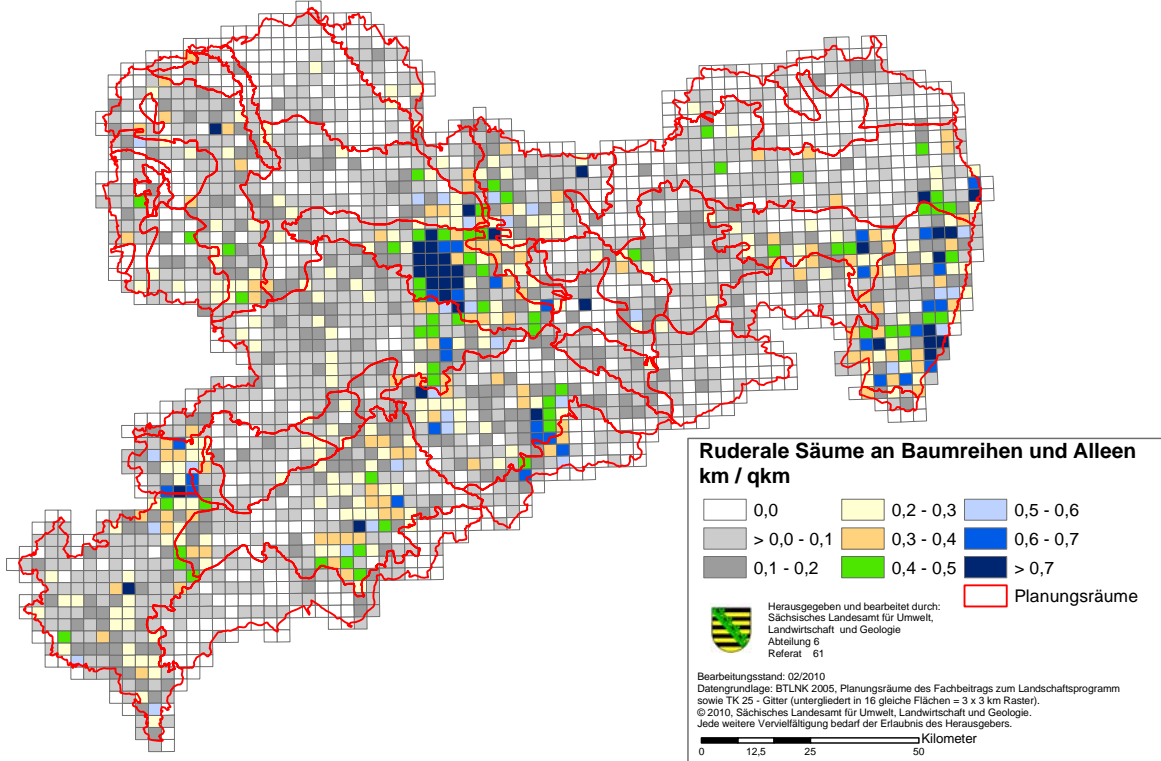 Ruderale Säume an Baumreihen und Alleen
km / qkm
0,0
> 0,0 - 0,1
0,1 - 0,2
0,2 - 0,3
0,3 - 0,4
0,4 - 0,5
0,5 - 0,6
0,6 - 0,7
> 0,7
Planungsräume
Herausgegeben und bearbeitet durch:
Sächsisches Landesamt für Umwelt,
Landwirtschaft und Geologie
Abteilung 6
Referat 61
Bearbeitungsstand: 02/2010
Datengrundlage: BTLNK 2005, Planungsräume des Fachbeitrags zum Landschaftsprogramm
sowie TK 25 - Gitter (untergliedert in 16 gleiche Flächen = 3 x 3 km Raster).
© 2010, Sächisches Landesamt für Umwelt, Landwirtschaft und Geologie.
Jede weitere Vervielfältigung bedarf der Erlaubnis des Herausgebers.
Kilometer
0 12,5 25 50